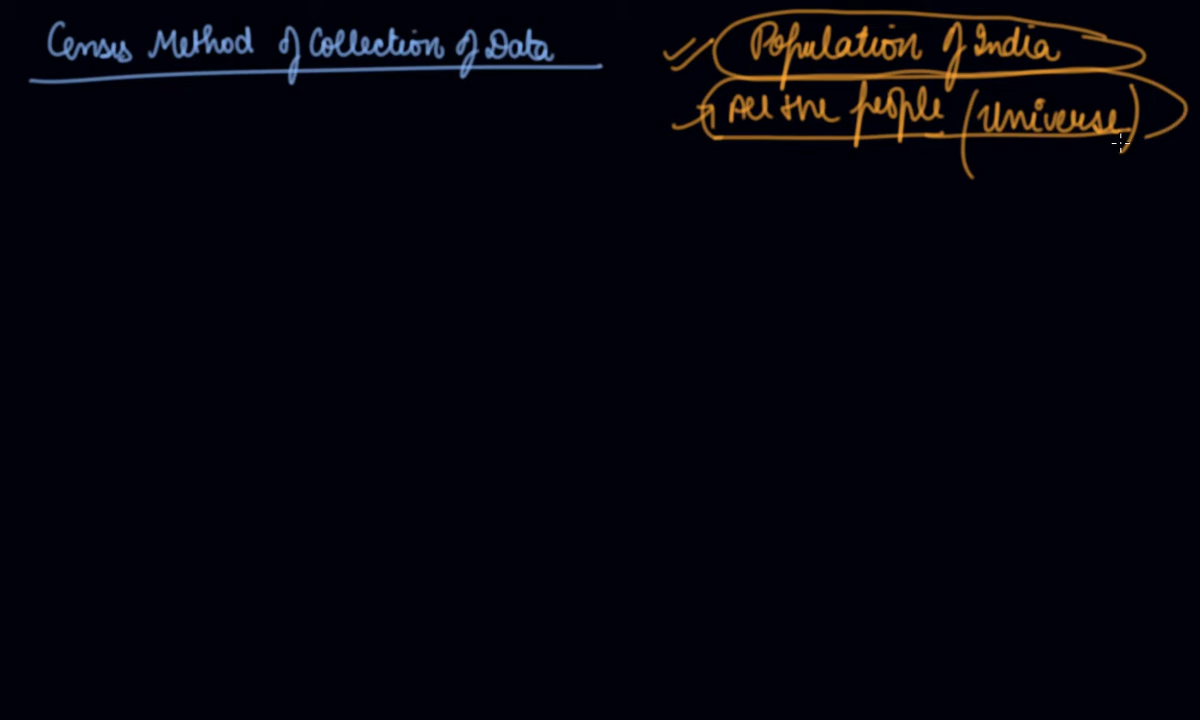 Census Method of Collection of Data
Population of India
All the people (Universe)